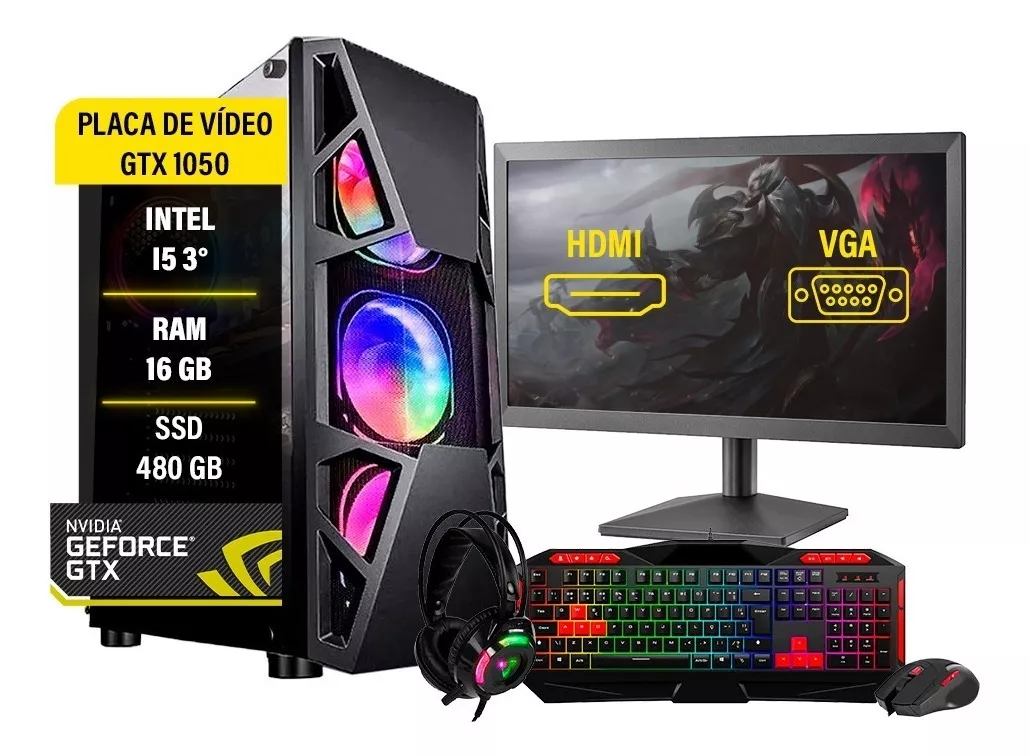 PLACA DE VÍDEO
GTX 1050
INTEL
I5 3°
RAM
16 GB
SSD
480 GB
NVIDIA®
GEFORCE®
GTX
HDMI
VGA